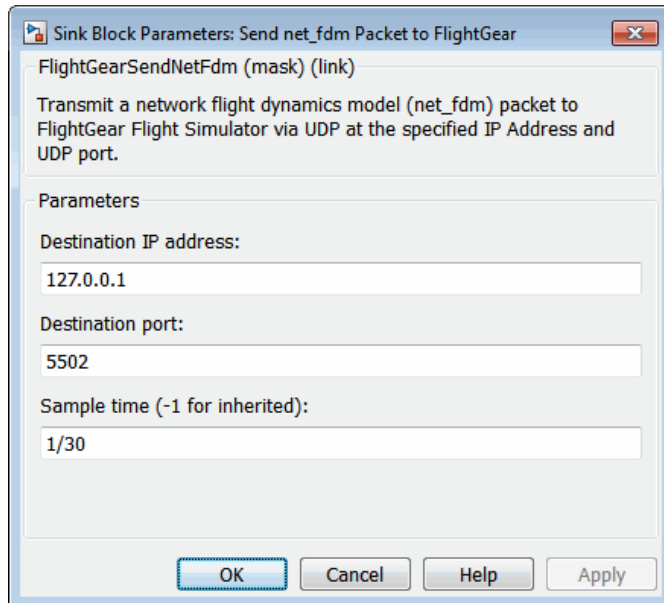 Sink Block Parameters: Send net_fdm Packet to FlightGear
FlightGearSendNetFdm (mask) (link)
Transmit a network flight dynamics model (net_fdm) packet to
FlightGear Flight Simulator via UDP at the specified IP Address and
UDP port.
Parameters
Destination IP address:
127.0.0.1
Destination port:
5502
Sample time (-1 for inherited):
1/30
OK Cancel Help Apply